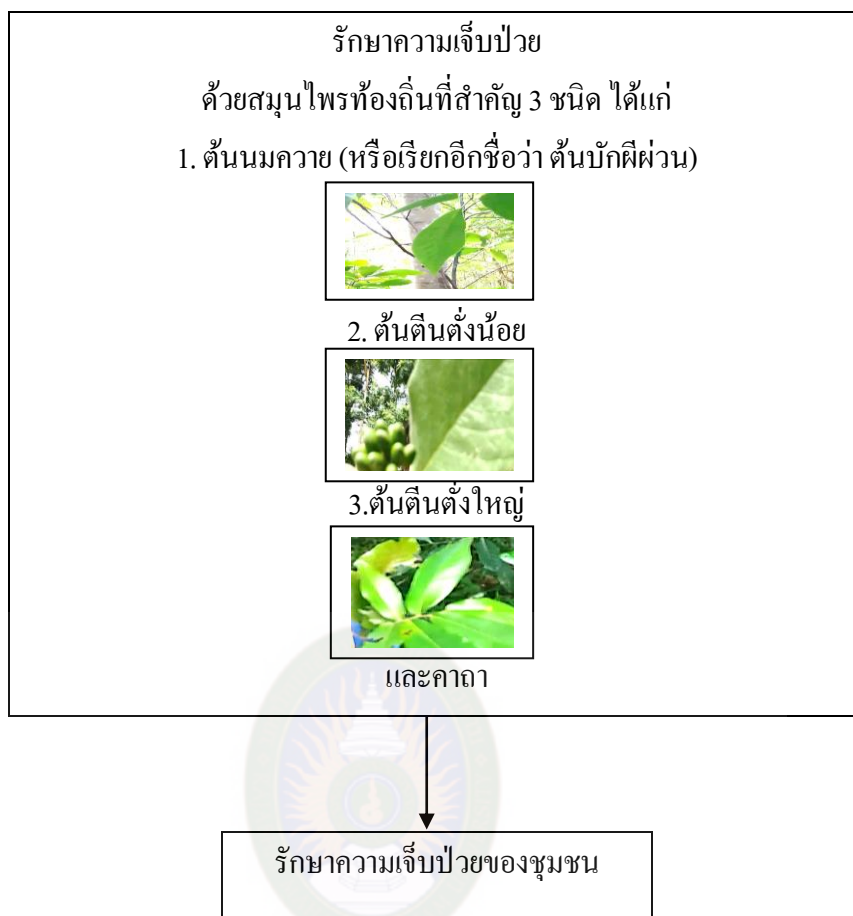 รักษาความเจ็บป่วย
ด้วยสมุนไพรท้องถิ่นที่สำคัญ 3 ชนิด ได้แก่
1. ต้นนมควาย (หรือเรียกอีกชื่อว่า ต้นบักผีผ่วน)
2. ต้นตีนตั่งน้อย
3.ต้นตีนตั่งใหญ่
และคาถา
รักษาความเจ็บป่วยของชุมชน